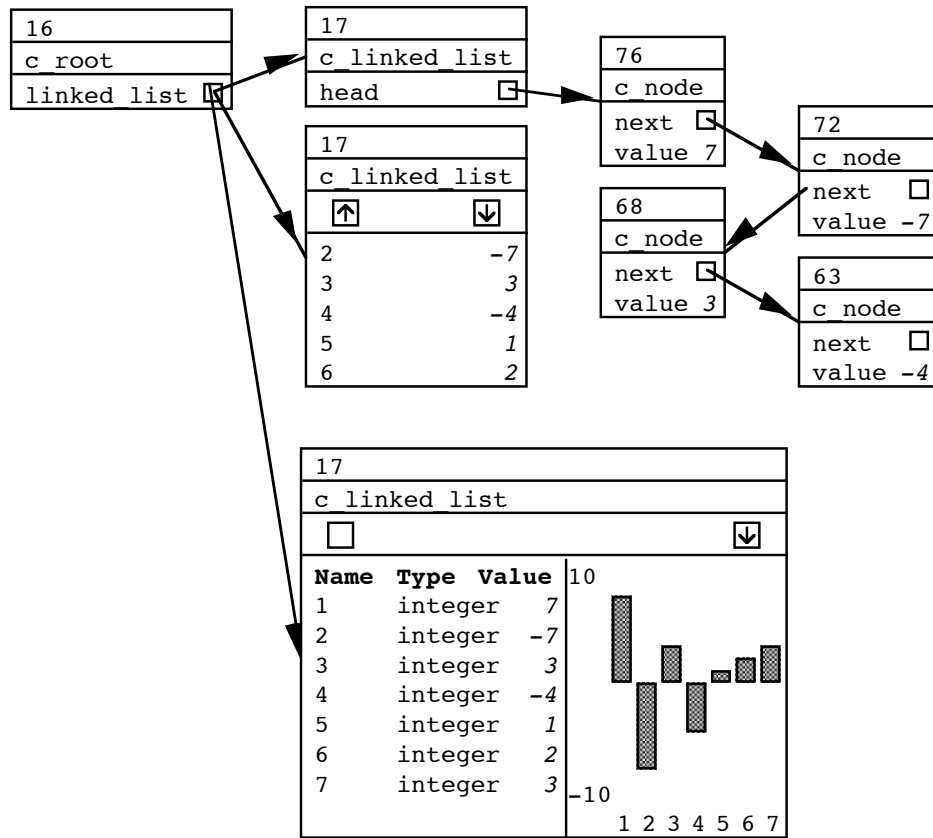 16
c_root
linked_list
17
c_linked_list
head
76
c_node
next
value 7
72
c_node
next
value -7
68
c_node
next
value 3
63
c_node
next
value -4
17
c_linked_list
2 -7
3 3
4 -4
5 1
6 2
17
c_linked_list
Name Type Value
1 integer 7
2 integer -7
3 integer 3
4 integer -4
5 integer 1
6 integer 2
7 integer 3
10
-10
1 2 3 4 5 6 7